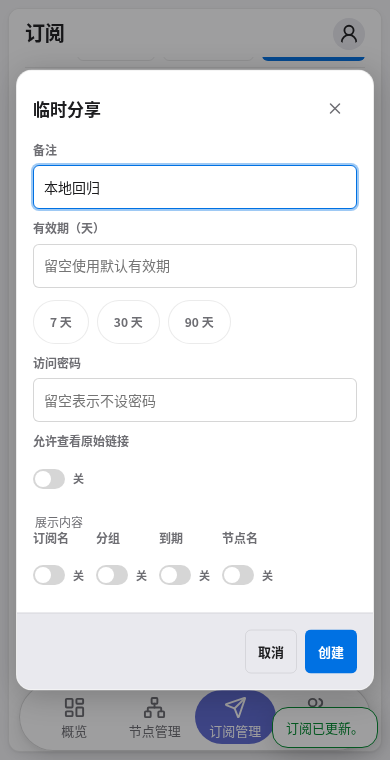 订阅
临时分享
备注
本地回归
有效期（天）
留空使用默认有效期
7 天 30 天 90 天
访问密码
留空表示不设密码
允许查看原始链接
关
展示内容
订阅名 分组 到期 节点名
关 关 关 关
取消 创建
概览 节点管理 订阅管理
订阅已更新。